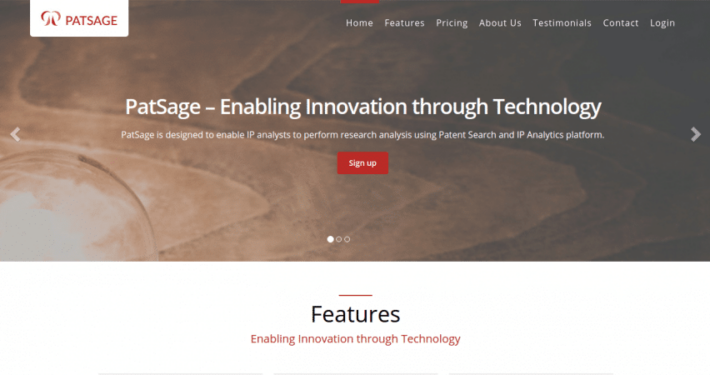 PATSAGE
Home Features Pricing About Us Testimonials Contact Login
PatSage – Enabling Innovation through Technology
PatSage is designed to enable IP analysts to perform research analysis using Patent Search and IP Analytics platform.
Sign up
Features
Enabling Innovation through Technology